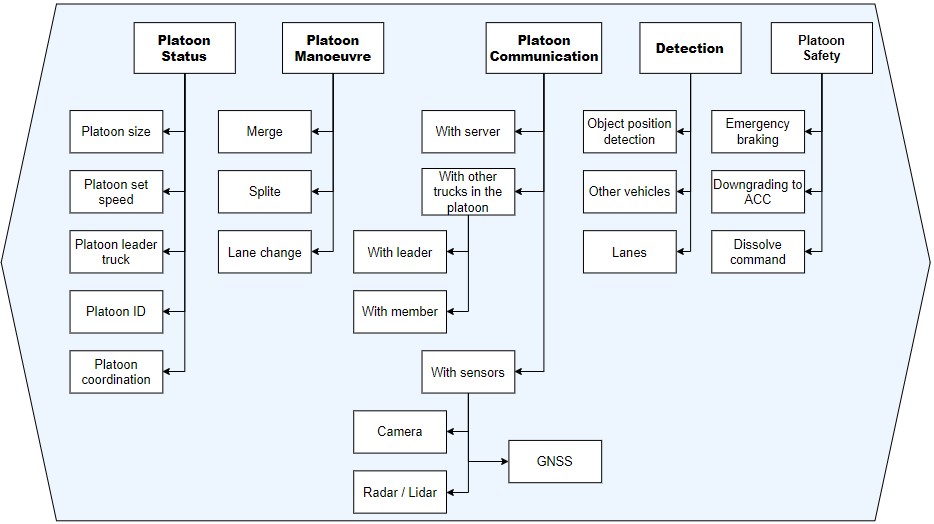 Platoon
Status
Platoon
Manoeuvre
Platoon
Communication
Detection
Platoon
Safety
Platoon size
Platoon set
speed
Platoon leader
truck
Platoon ID
Platoon
coordination
Merge
Splite
Lane change
With server
With other
trucks in the
platoon
With leader
With member
With sensors
Camera
GNSS
Radar / Lidar
Object position
detection
Other vehicles
Lanes
Emergency
braking
Downgrading to
ACC
Dissolve
command